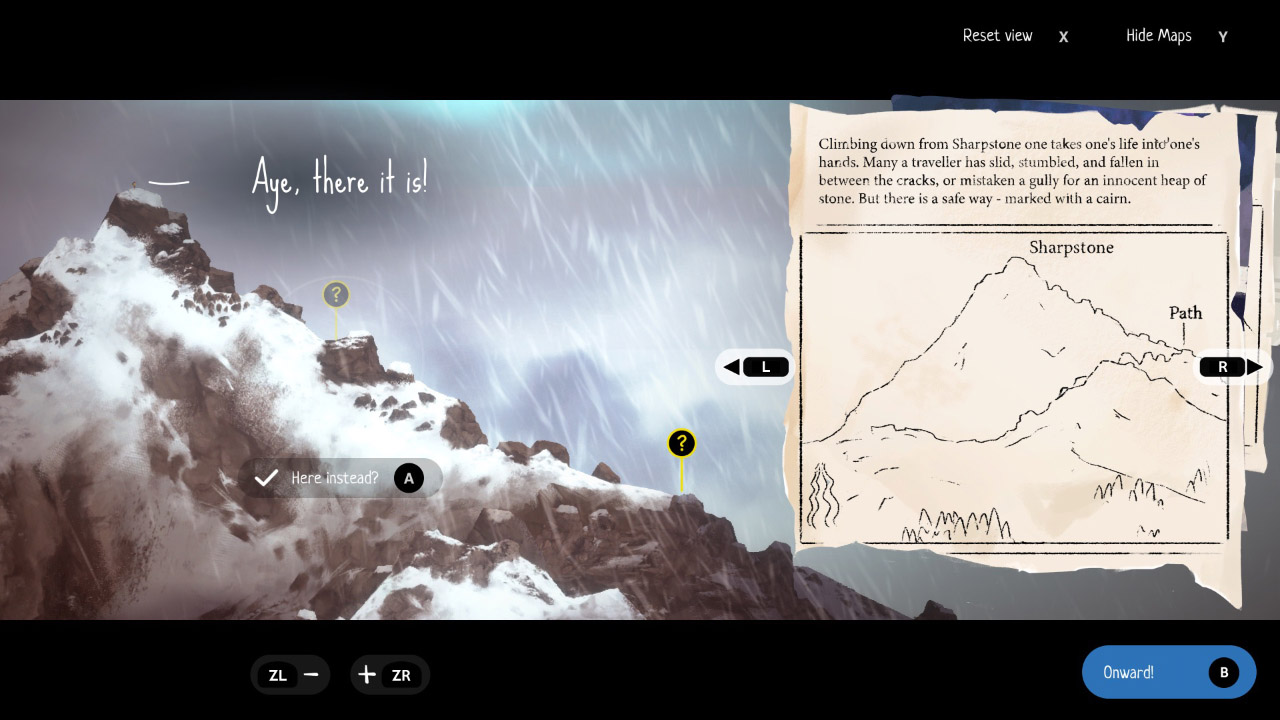 Reset view X Hide Maps Y
Aye, there it is!
Climbing down from Sharpstone one takes one's life into one's
hands. Many a traveller has slid, stumbled, and fallen in
between the cracks, or mistaken a gully for an innocent heap of
stone. But there is a safe way - marked with a cairn.
Sharpstone
Path
?
L
R
?
Here instead? A
ZL − + ZR
Onward! B